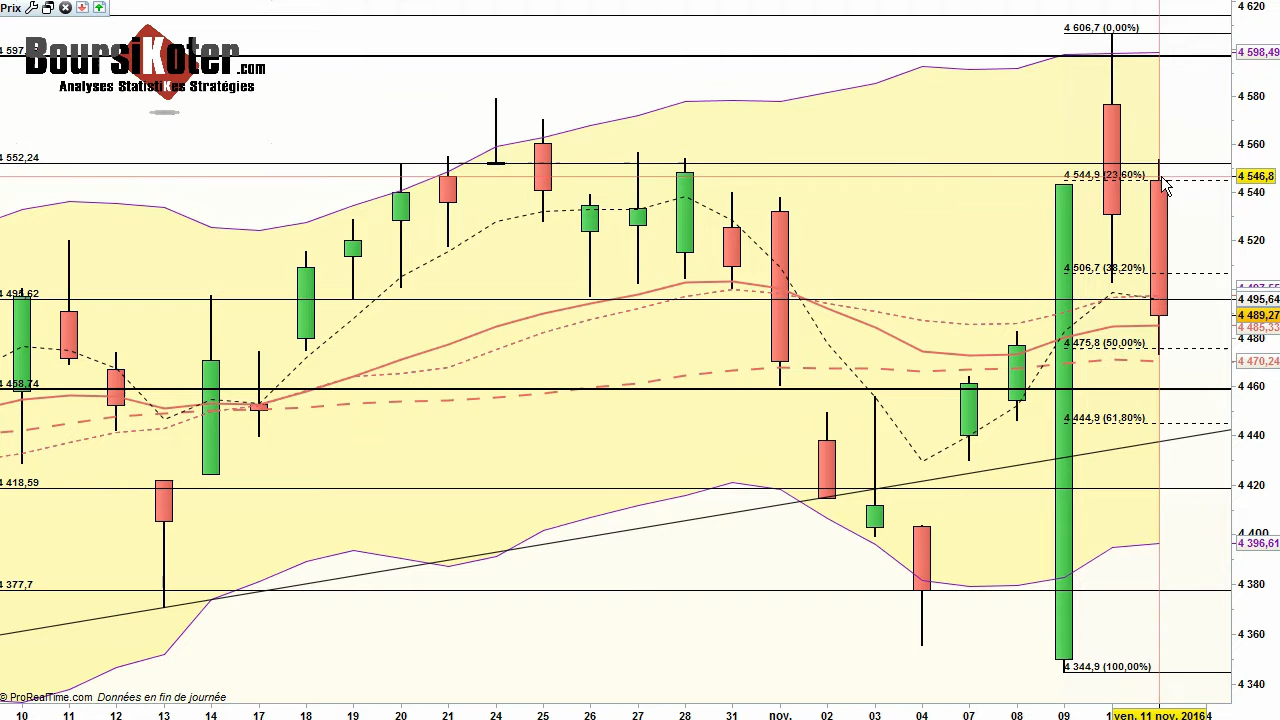 Prix
BoursiKoter.com
Analyses StatistiKes Stratégies
4 552,24
4 495,62
4 458,74
4 418,59
4 377,7
4 606,7 (0,00%)
4 544,9 (23,60%)
4 506,7 (38,20%)
4 475,8 (50,00%)
4 444,9 (61,80%)
4 344,9 (100,00%)
4 620
4 598,49
4 580
4 560
4 546,8
4 540
4 520
4 495,64
4 489,27
4 485,33
4 480
4 470,24
4 460
4 440
4 420
4 400
4 396,61
4 380
4 360
4 340
© ProRealTime.com Données en fin de journée
10 11 12 13 14 17 18 19 20 21 24 25 26 27 28 31 nov. 02 03 04 07 08 09 ven. 11 nov. 2016